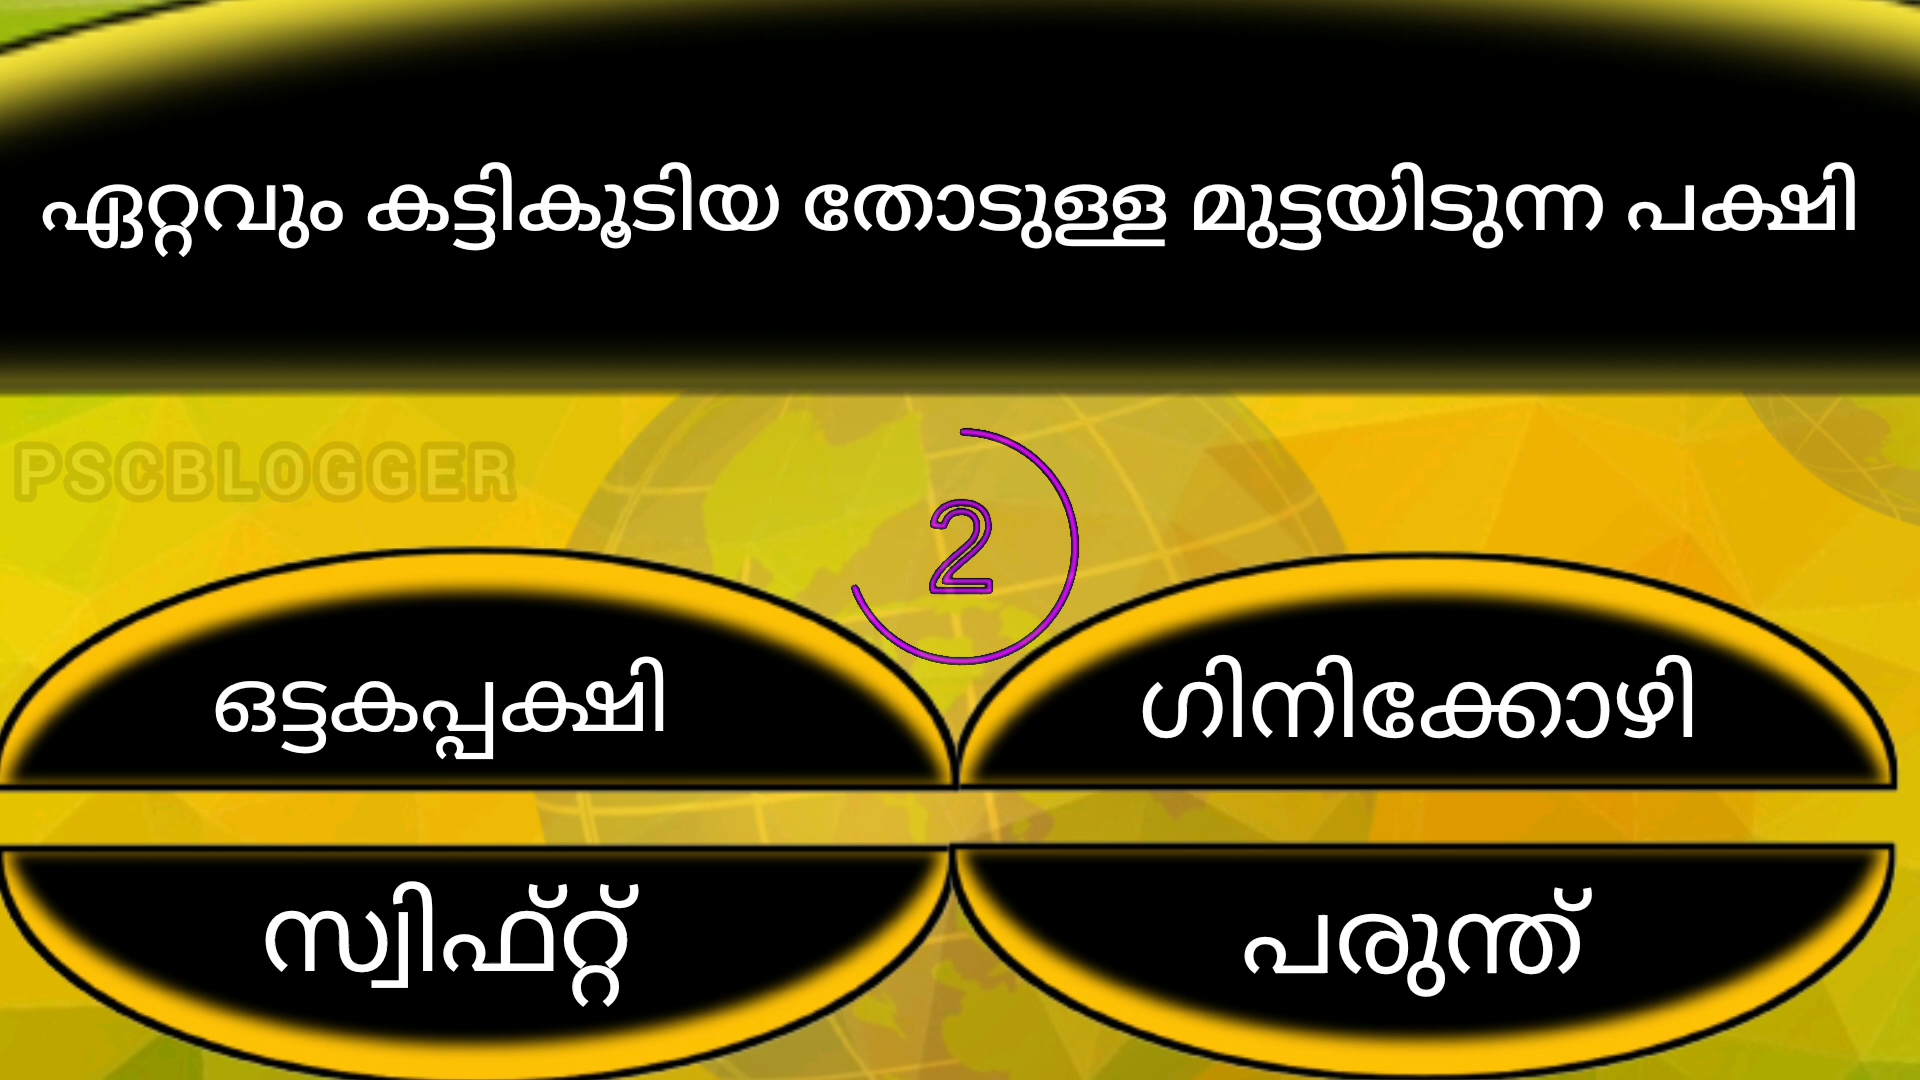 ഏറ്റവും കട്ടികൂടിയ തോടുള്ള മുട്ടയിടുന്ന പക്ഷി
PSCBLOGGER
2
ഒട്ടകപ്പക്ഷി
ഗിനിക്കോഴി
സ്വിഫ്റ്റ്
പരുന്ത്